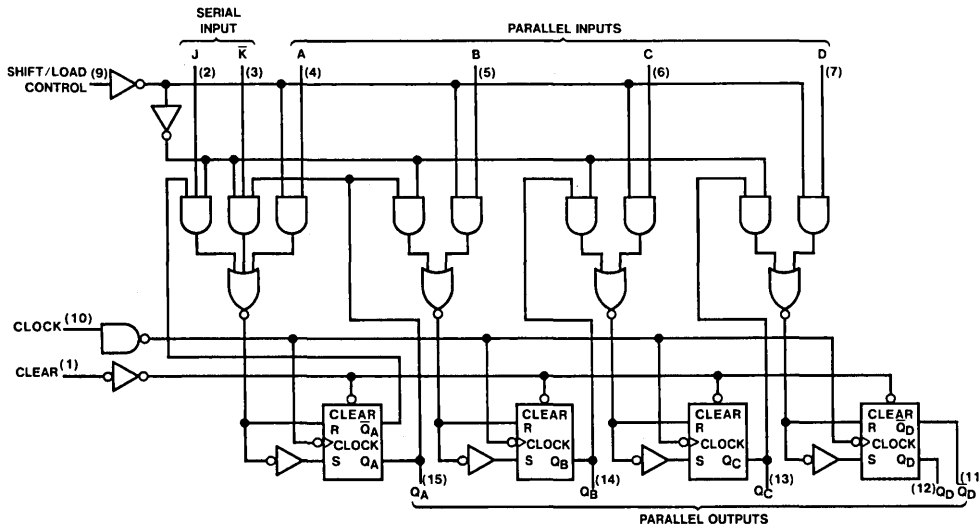 SERIAL
INPUT
PARALLEL INPUTS
J K̅ A B C D
SHIFT/LOAD (9) (2) (3) (4) (5) (6) (7)
CONTROL
CLOCK (10)
CLEAR (1)
CLEAR CLEAR CLEAR CLEAR
R Q̅A R R R Q̅D
CLOCK CLOCK CLOCK CLOCK
S QA S QB S QC S QD
(15) (14) (13) (11
QA QB QC (12) QD Q̅D
PARALLEL OUTPUTS